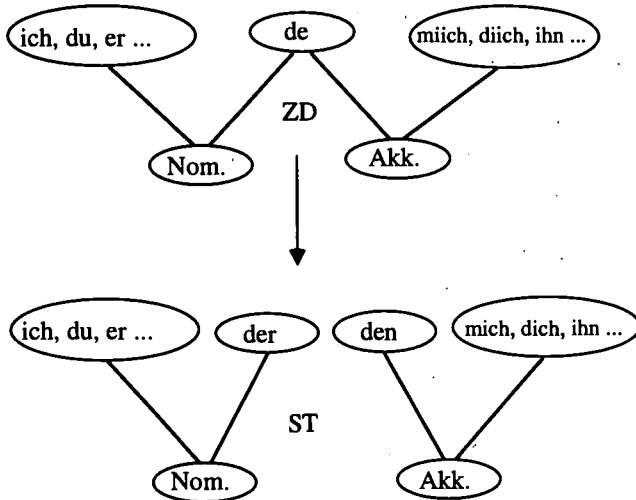 ich, du, er ...
de
miich, diich, ihn ...
ZD
Nom.
Akk.
ich, du, er ...
der
den
mich, dich, ihn ...
ST
Nom.
Akk.